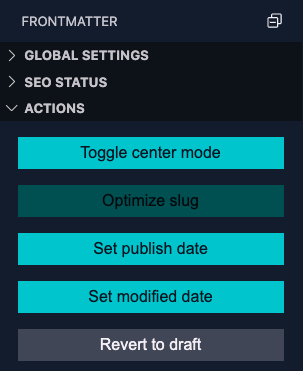 FRONTMATTER
GLOBAL SETTINGS
SEO STATUS
ACTIONS
Toggle center mode
Optimize slug
Set publish date
Set modified date
Revert to draft